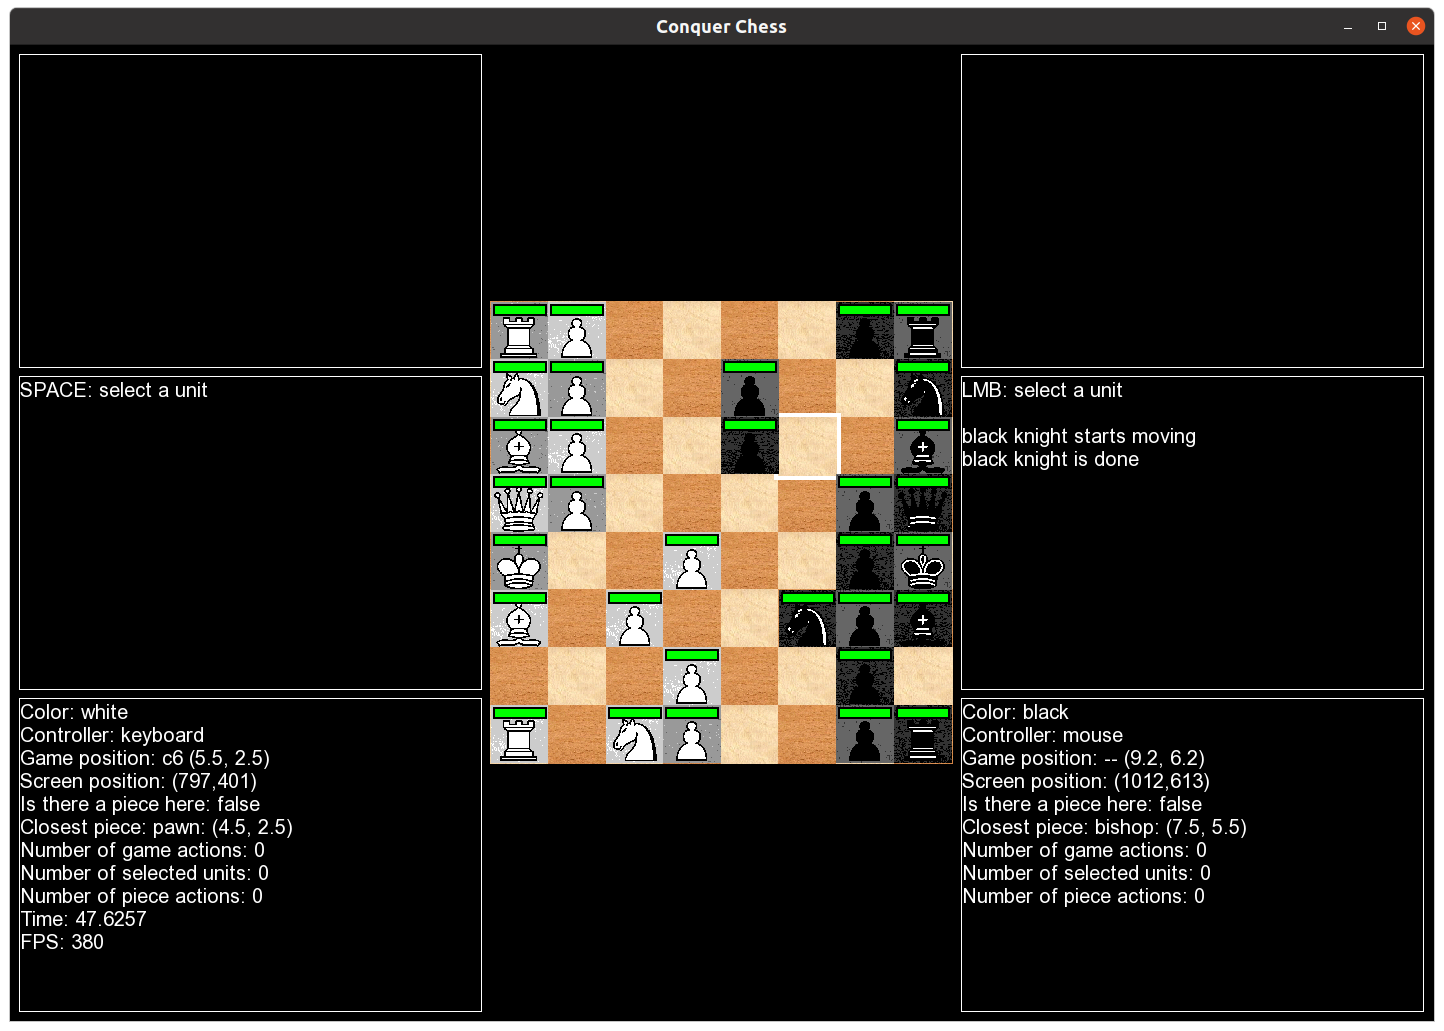 Conquer Chess
SPACE: select a unit
LMB: select a unit
black knight starts moving
black knight is done
Color: white
Controller: keyboard
Game position: c6 (5.5, 2.5)
Screen position: (797,401)
Is there a piece here: false
Closest piece: pawn: (4.5, 2.5)
Number of game actions: 0
Number of selected units: 0
Number of piece actions: 0
Time: 47.6257
FPS: 380
Color: black
Controller: mouse
Game position: -- (9.2, 6.2)
Screen position: (1012,613)
Is there a piece here: false
Closest piece: bishop: (7.5, 5.5)
Number of game actions: 0
Number of selected units: 0
Number of piece actions: 0